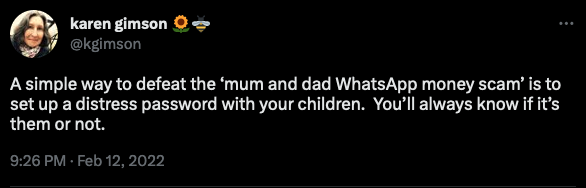 karen gimson 🌻 🐝
@kgimson
A simple way to defeat the ‘mum and dad WhatsApp money scam’ is to
set up a distress password with your children.  You’ll always know if it’s
them or not.
9:26 PM · Feb 12, 2022